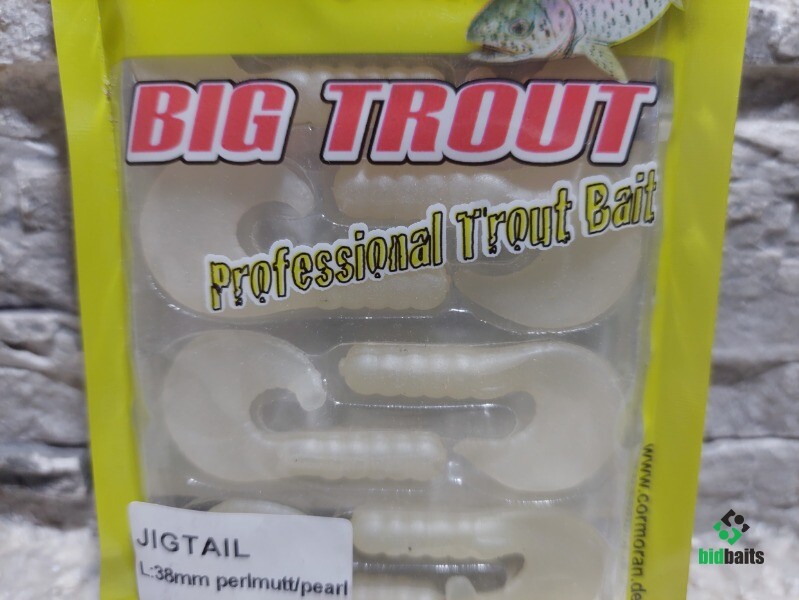 BIG TROUT
Professional Trout Bait
www.cormoran.de
JIGTAIL
L:38mm perlmutt/pearl
bidbaits